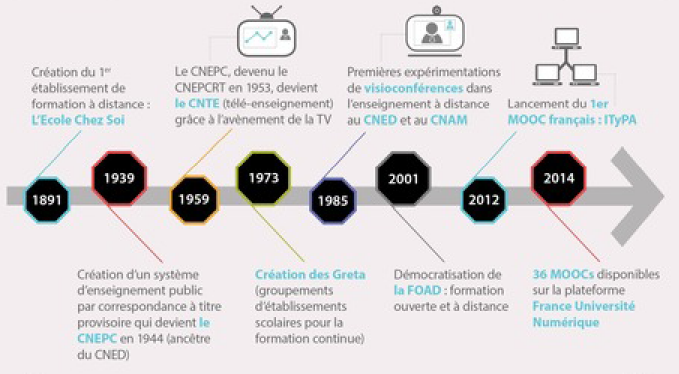 Création du 1er
établissement de
formation à distance :
L'Ecole Chez Soi
Le CNEPC, devenu le
CNEPCRT en 1953, devient
le CNTE (télé-enseignement)
grâce à l'avènement de la TV
Premières expérimentations
de visioconférences dans
l'enseignement à distance
au CNED et au CNAM
Lancement du 1er
MOOC français : ITyPA
1891
1939
1959
1973
1985
2001
2012
2014
Création d'un système
d'enseignement public
par correspondance à titre
provisoire qui devient le
CNEPC en 1944 (ancêtre
du CNED)
Création des Greta
(groupements
d'établissements
scolaires pour la
formation continue)
Démocratisation de
la FOAD : formation
ouverte et à distance
36 MOOCs disponibles
sur la plateforme
France Université
Numérique